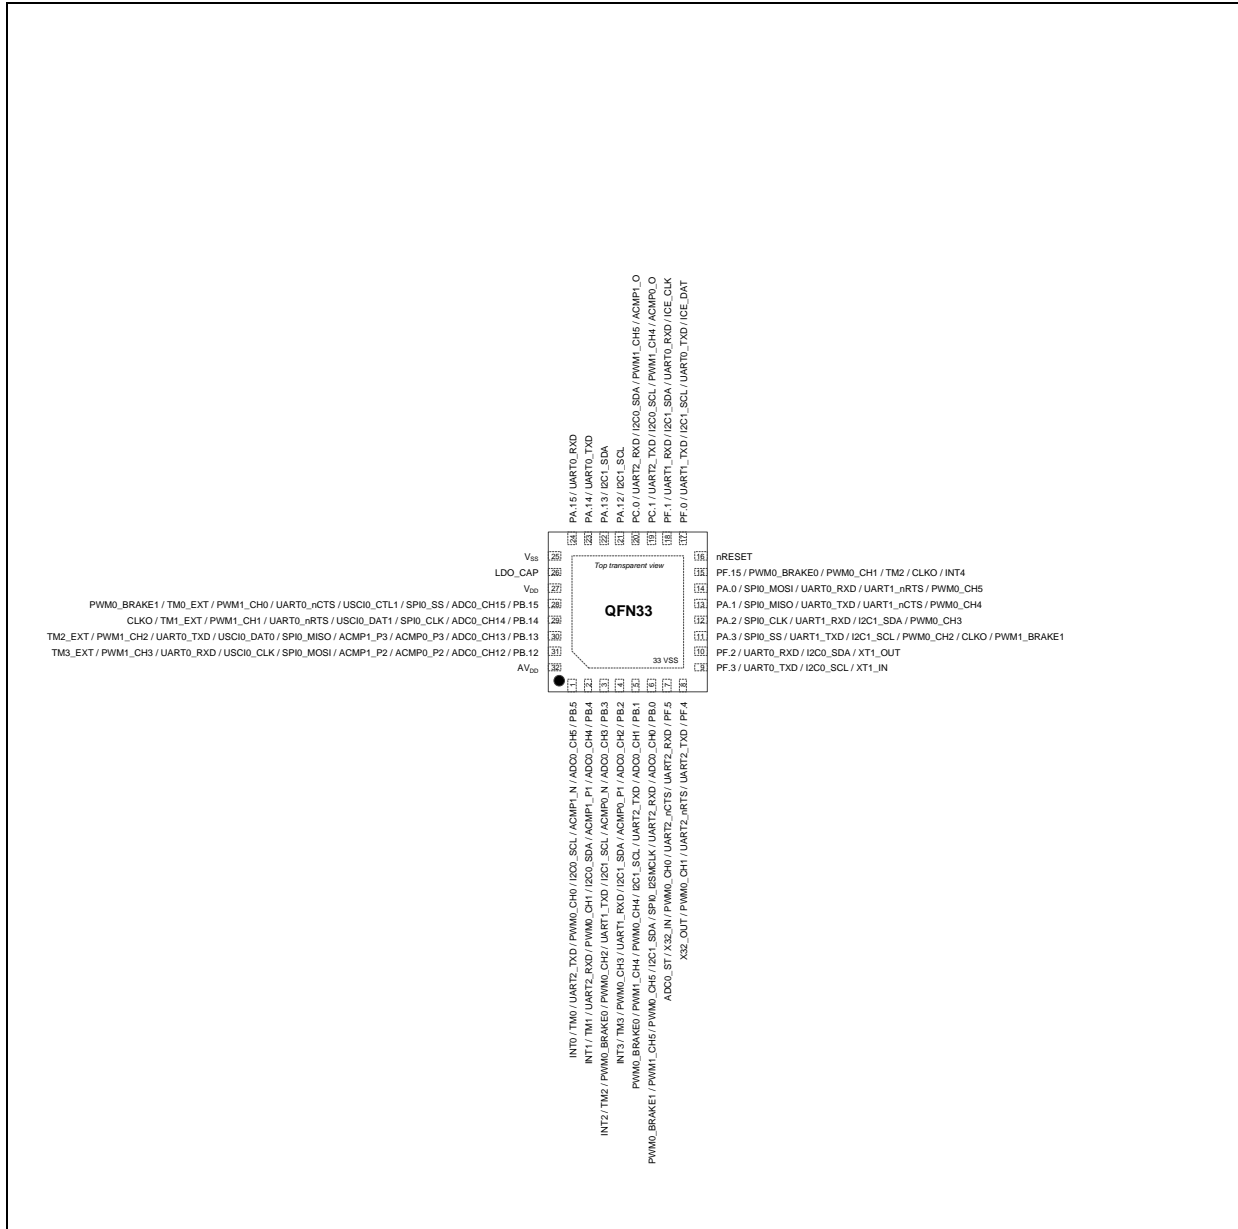 PA.15 / UART0_RXD
PA.14 / UART0_TXD
PA.13 / I2C1_SDA
PA.12 / I2C1_SCL
PC.0 / UART2_RXD / I2C0_SDA / PWM1_CH5 / ACMP1_O
PC.1 / UART2_TXD / I2C0_SCL / PWM1_CH4 / ACMP0_O
PF.1 / UART1_RXD / I2C1_SDA / UART0_RXD / ICE_CLK
PF.0 / UART1_TXD / I2C1_SCL / UART0_TXD / ICE_DAT
24 23 22 21 20 19 18 17
VSS 25
LDO_CAP 26
VDD 27
PWM0_BRAKE1 / TM0_EXT / PWM1_CH0 / UART0_nCTS / USCI0_CTL1 / SPI0_SS / ADC0_CH15 / PB.15 28
CLKO / TM1_EXT / PWM1_CH1 / UART0_nRTS / USCI0_DAT1 / SPI0_CLK / ADC0_CH14 / PB.14 29
TM2_EXT / PWM1_CH2 / UART0_TXD / USCI0_DAT0 / SPI0_MISO / ACMP1_P3 / ACMP0_P3 / ADC0_CH13 / PB.13 30
TM3_EXT / PWM1_CH3 / UART0_RXD / USCI0_CLK / SPI0_MOSI / ACMP1_P2 / ACMP0_P2 / ADC0_CH12 / PB.12 31
AVDD 32
Top transparent view
QFN33
33 VSS
16 nRESET
15 PF.15 / PWM0_BRAKE0 / PWM0_CH1 / TM2 / CLKO / INT4
14 PA.0 / SPI0_MOSI / UART0_RXD / UART1_nRTS / PWM0_CH5
13 PA.1 / SPI0_MISO / UART0_TXD / UART1_nCTS / PWM0_CH4
12 PA.2 / SPI0_CLK / UART1_RXD / I2C1_SDA / PWM0_CH3
11 PA.3 / SPI0_SS / UART1_TXD / I2C1_SCL / PWM0_CH2 / CLKO / PWM1_BRAKE1
10 PF.2 / UART0_RXD / I2C0_SDA / XT1_OUT
9 PF.3 / UART0_TXD / I2C0_SCL / XT1_IN
1 2 3 4 5 6 7 8
INT0 / TM0 / UART2_TXD / PWM0_CH0 / I2C0_SCL / ACMP1_N / ADC0_CH5 / PB.5
INT1 / TM1 / UART2_RXD / PWM0_CH1 / I2C0_SDA / ACMP1_P1 / ADC0_CH4 / PB.4
INT2 / TM2 / PWM0_BRAKE0 / PWM0_CH2 / UART1_TXD / I2C1_SCL / ACMP0_N / ADC0_CH3 / PB.3
INT3 / TM3 / PWM0_CH3 / UART1_RXD / I2C1_SDA / ACMP0_P1 / ADC0_CH2 / PB.2
PWM0_BRAKE0 / PWM1_CH4 / PWM0_CH4 / I2C1_SCL / UART2_TXD / ADC0_CH1 / PB.1
PWM0_BRAKE1 / PWM1_CH5 / PWM0_CH5 / I2C1_SDA / SPI0_I2SMCLK / UART2_RXD / ADC0_CH0 / PB.0
ADC0_ST / X32_IN / PWM0_CH0 / UART2_nCTS / UART2_RXD / PF.5
X32_OUT / PWM0_CH1 / UART2_nRTS / UART2_TXD / PF.4